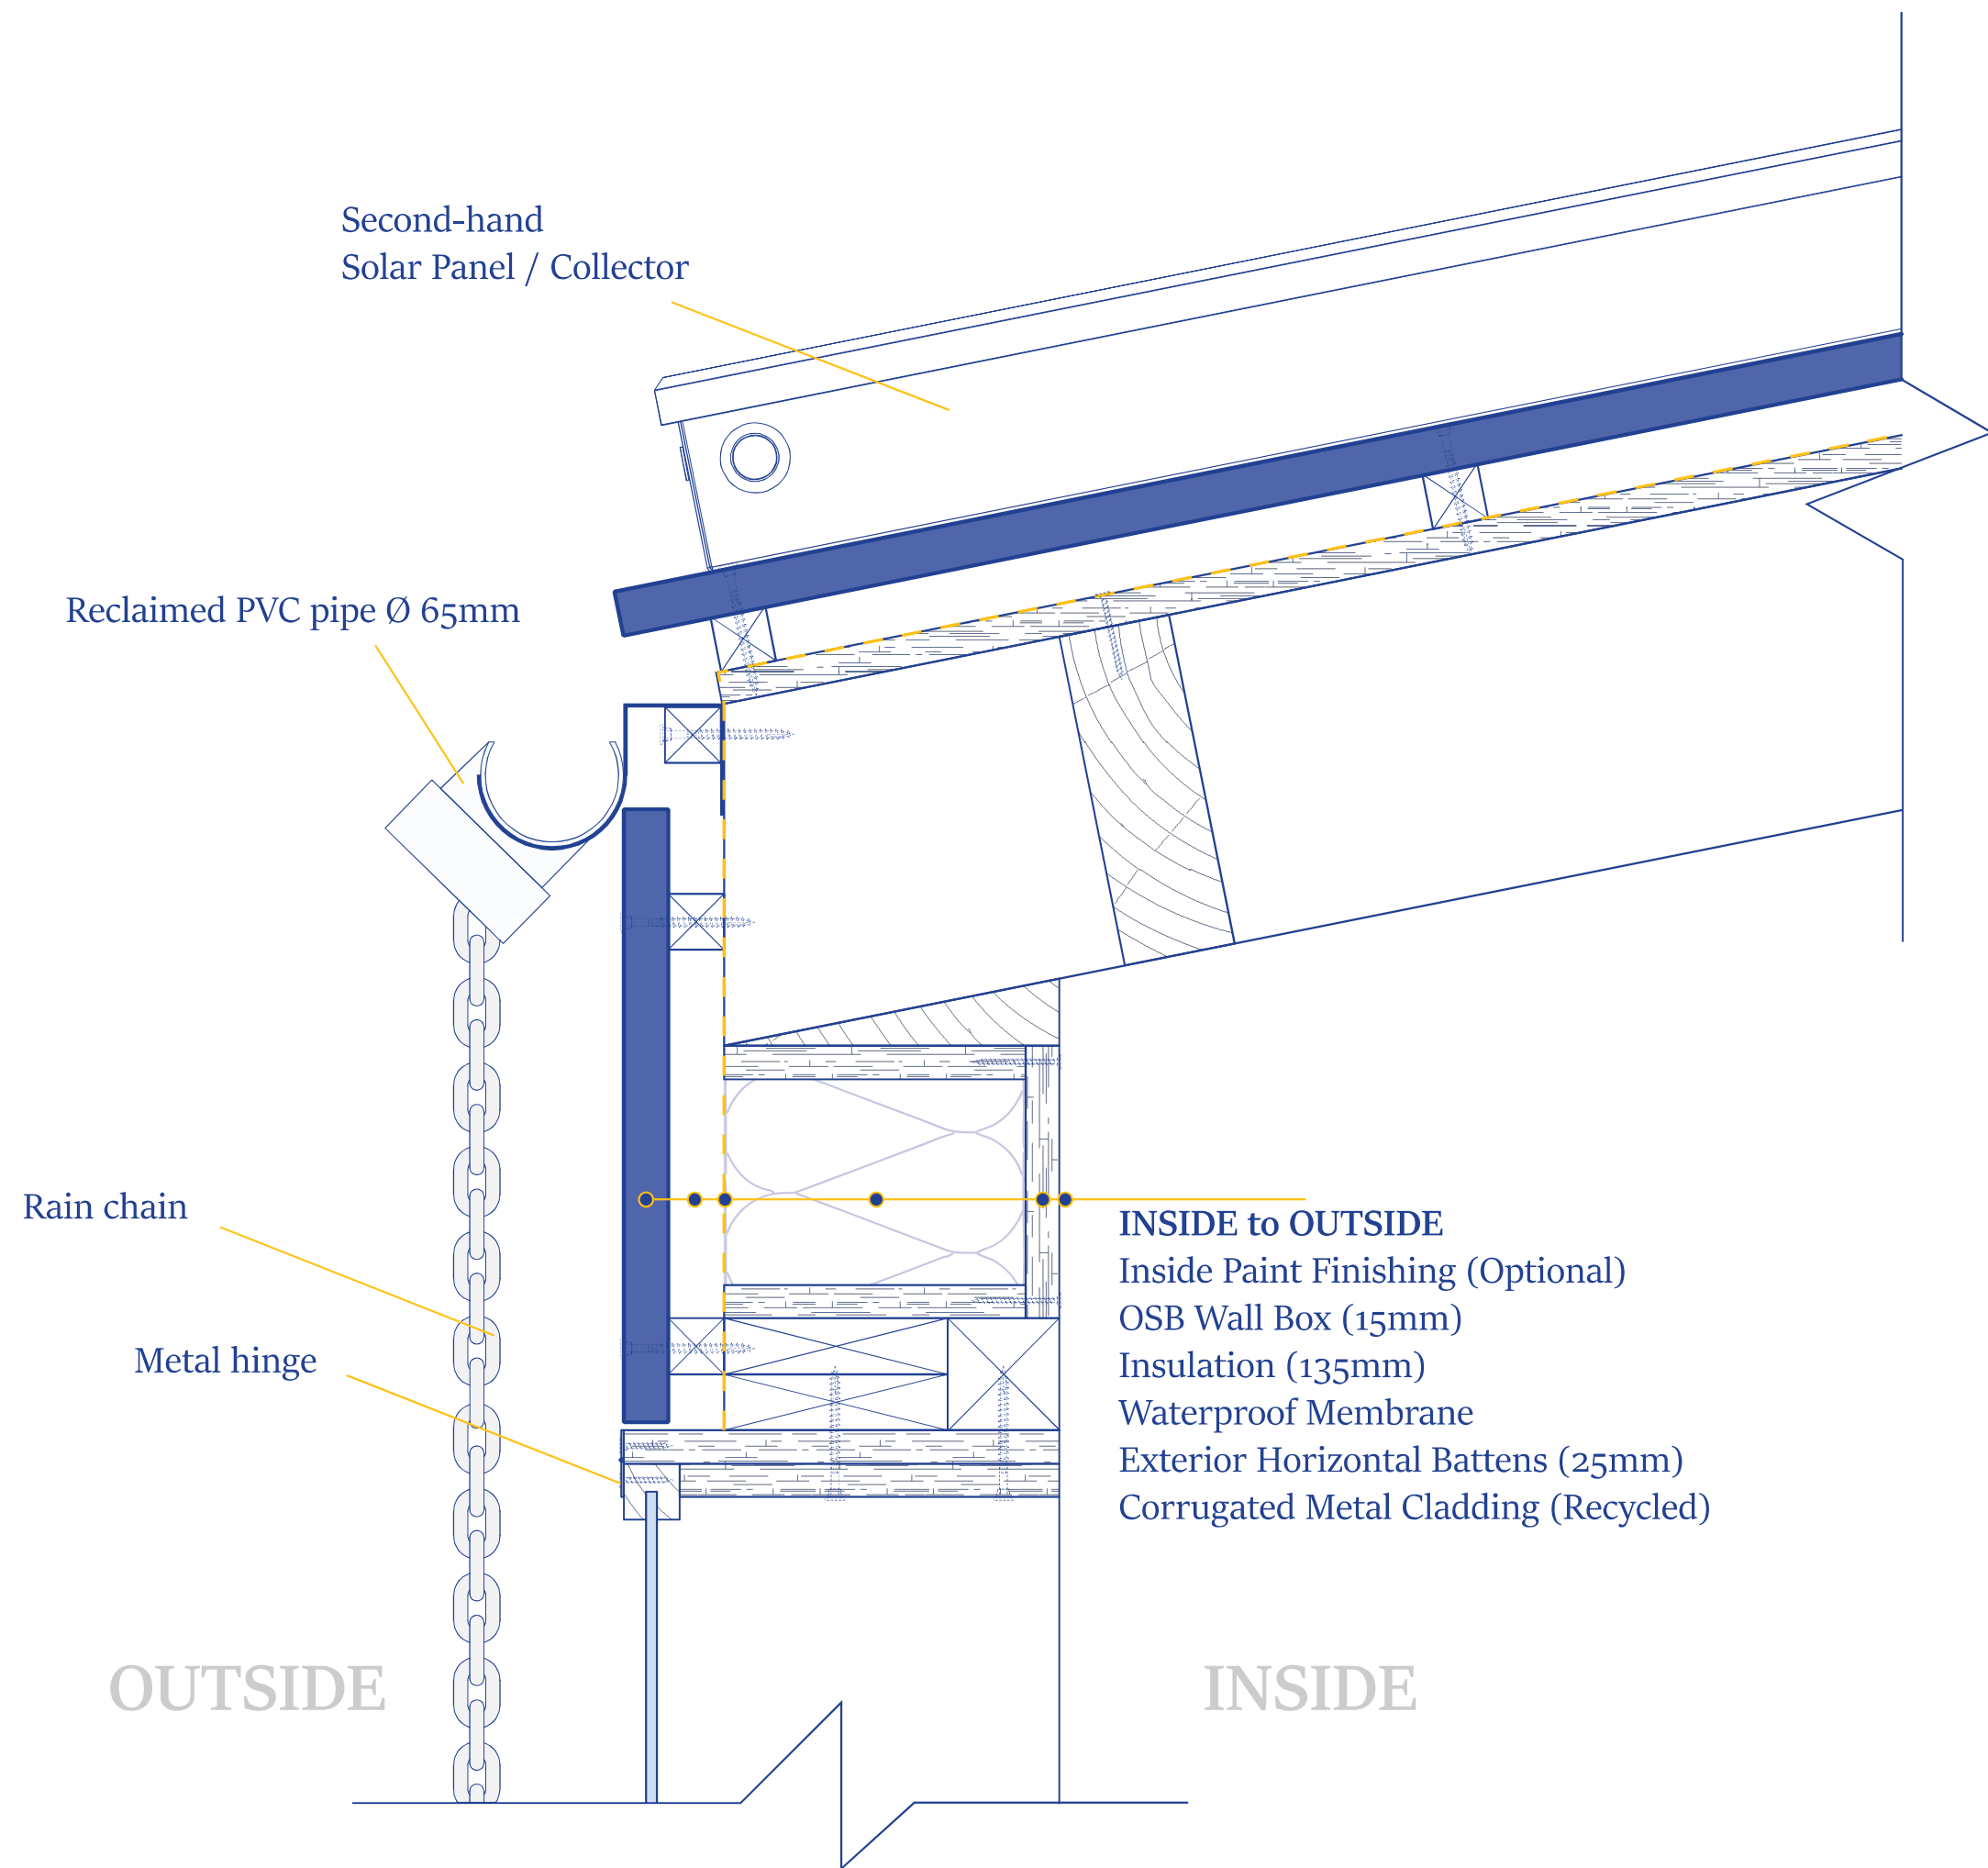 Second-hand
Solar Panel / Collector
Reclaimed PVC pipe Ø 65mm
Rain chain
Metal hinge
INSIDE to OUTSIDE
Inside Paint Finishing (Optional)
OSB Wall Box (15mm)
Insulation (135mm)
Waterproof Membrane
Exterior Horizontal Battens (25mm)
Corrugated Metal Cladding (Recycled)
OUTSIDE
INSIDE